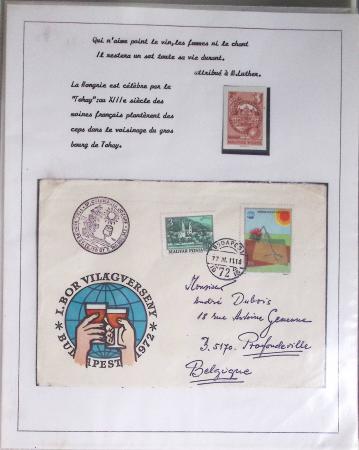 Qui n'aime point le vin, les femmes ni le chant
Il restera un sot toute sa vie durant.
attribué à M.Luther.
La Hongrie est célèbre par le
"Tokay":au XIIIe siècle des
moines français plantèrent des
ceps dans le voisinage du gros
bourg de Tokay.
MAGYAR POSTA
BUDAPEST
72
I. BOR VILÁGVERSENY
BUDAPEST 1972
Monsieur
André Dubois
18 rue Antoine Gemenne
B. 5170. Profondeville
Belgique